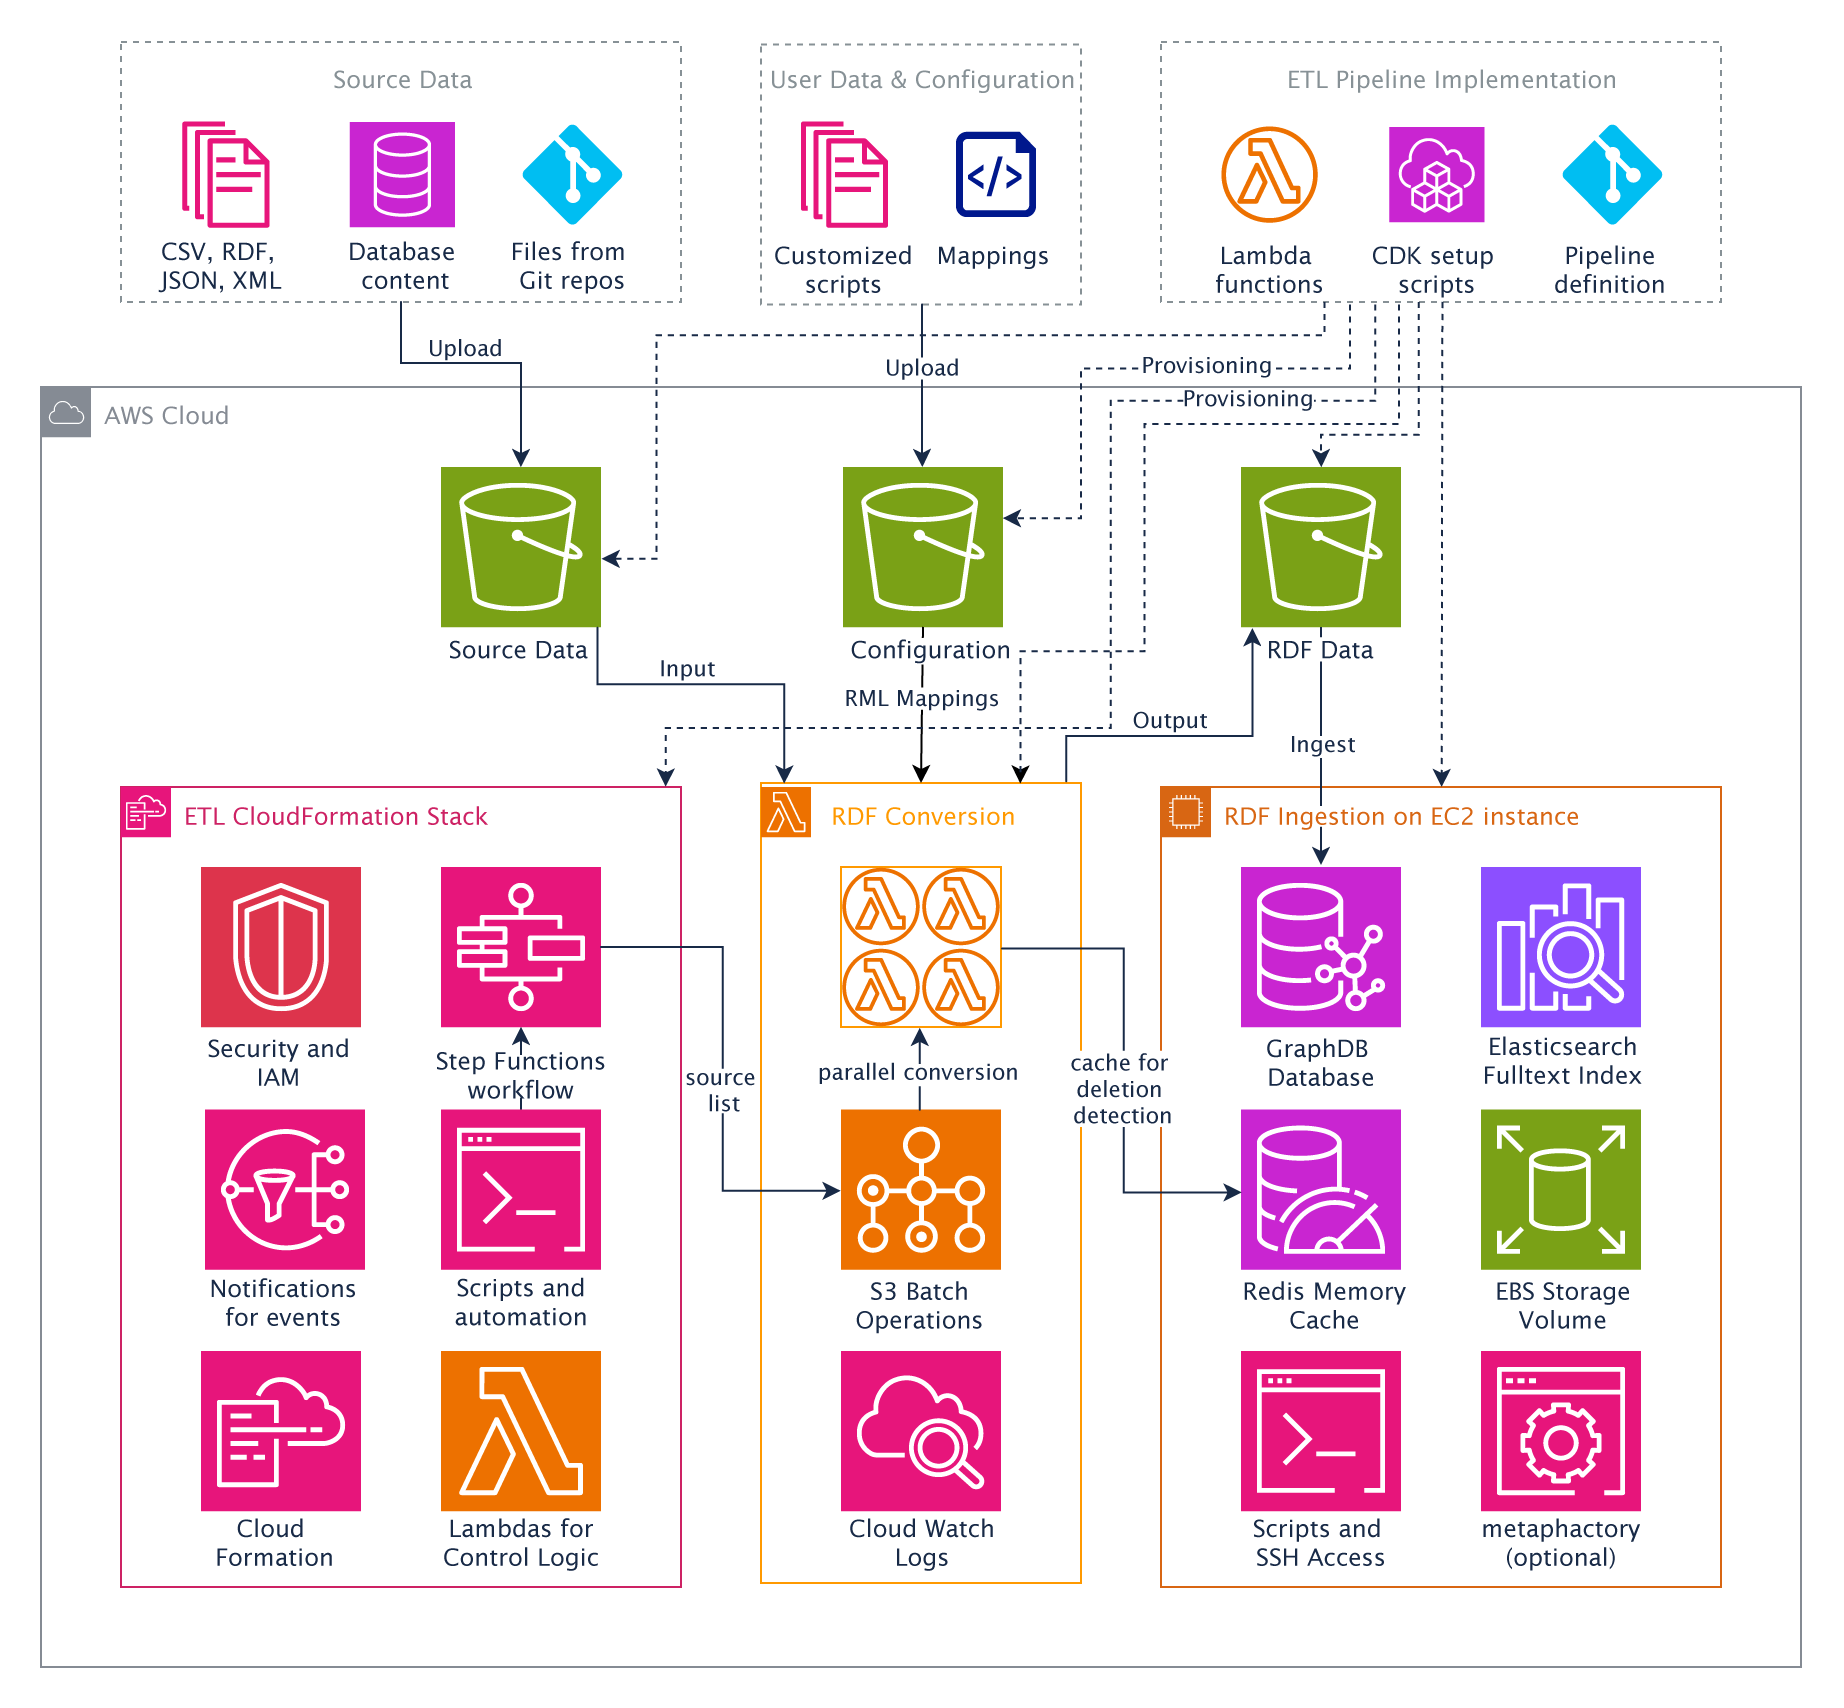 Source Data
CSV, RDF,
JSON, XML
Database
content
Files from
Git repos
User Data & Configuration
Customized
scripts
Mappings
ETL Pipeline Implementation
Lambda
functions
CDK setup
scripts
Pipeline
definition
Upload
Upload
Provisioning
Provisioning
AWS Cloud
Source Data
Configuration
RDF Data
Input
RML Mappings
Output
Ingest
ETL CloudFormation Stack
Security and
IAM
Step Functions
workflow
Notifications
for events
Scripts and
automation
Cloud
Formation
Lambdas for
Control Logic
source
list
RDF Conversion
parallel conversion
S3 Batch
Operations
Cloud Watch
Logs
cache for
deletion
detection
RDF Ingestion on EC2 instance
GraphDB
Database
Elasticsearch
Fulltext Index
Redis Memory
Cache
EBS Storage
Volume
Scripts and
SSH Access
metaphactory
(optional)